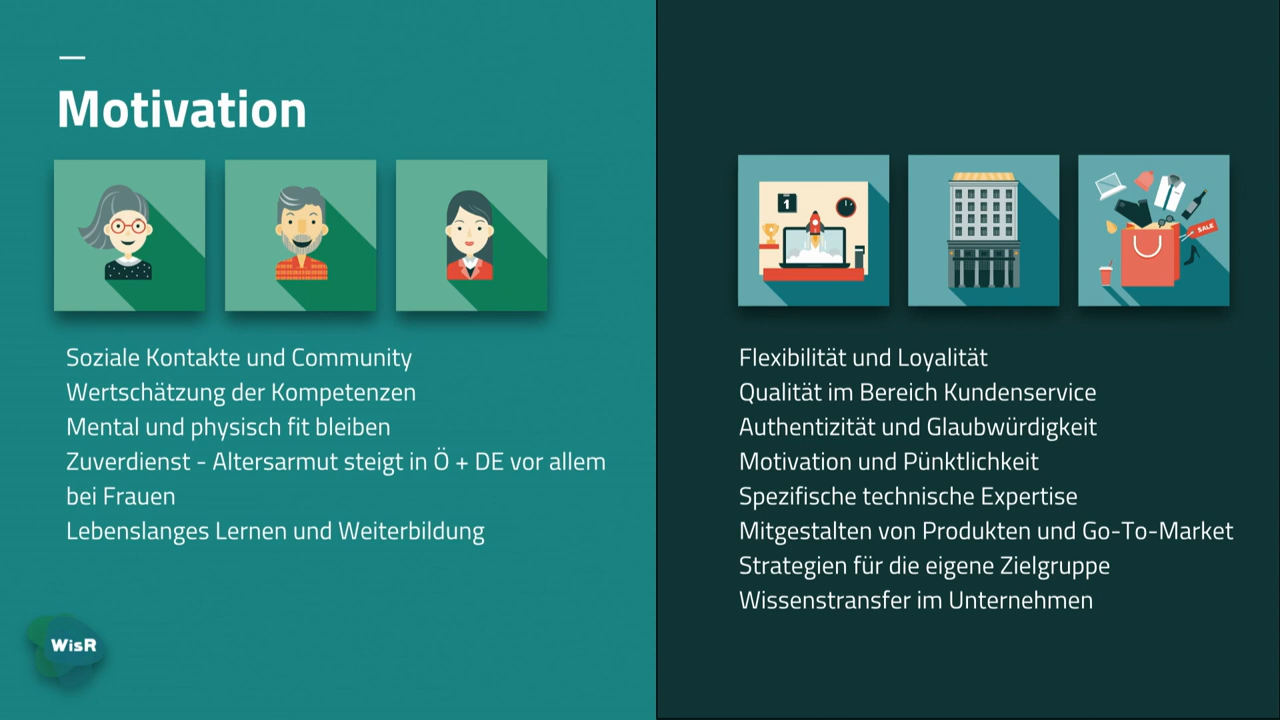 Motivation
1
SALE
Soziale Kontakte und Community
Wertschätzung der Kompetenzen
Mental und physisch fit bleiben
Zuverdienst - Altersarmut steigt in Ö + DE vor allem
bei Frauen
Lebenslanges Lernen und Weiterbildung
Flexibilität und Loyalität
Qualität im Bereich Kundenservice
Authentizität und Glaubwürdigkeit
Motivation und Pünktlichkeit
Spezifische technische Expertise
Mitgestalten von Produkten und Go-To-Market
Strategien für die eigene Zielgruppe
Wissenstransfer im Unternehmen
WisR